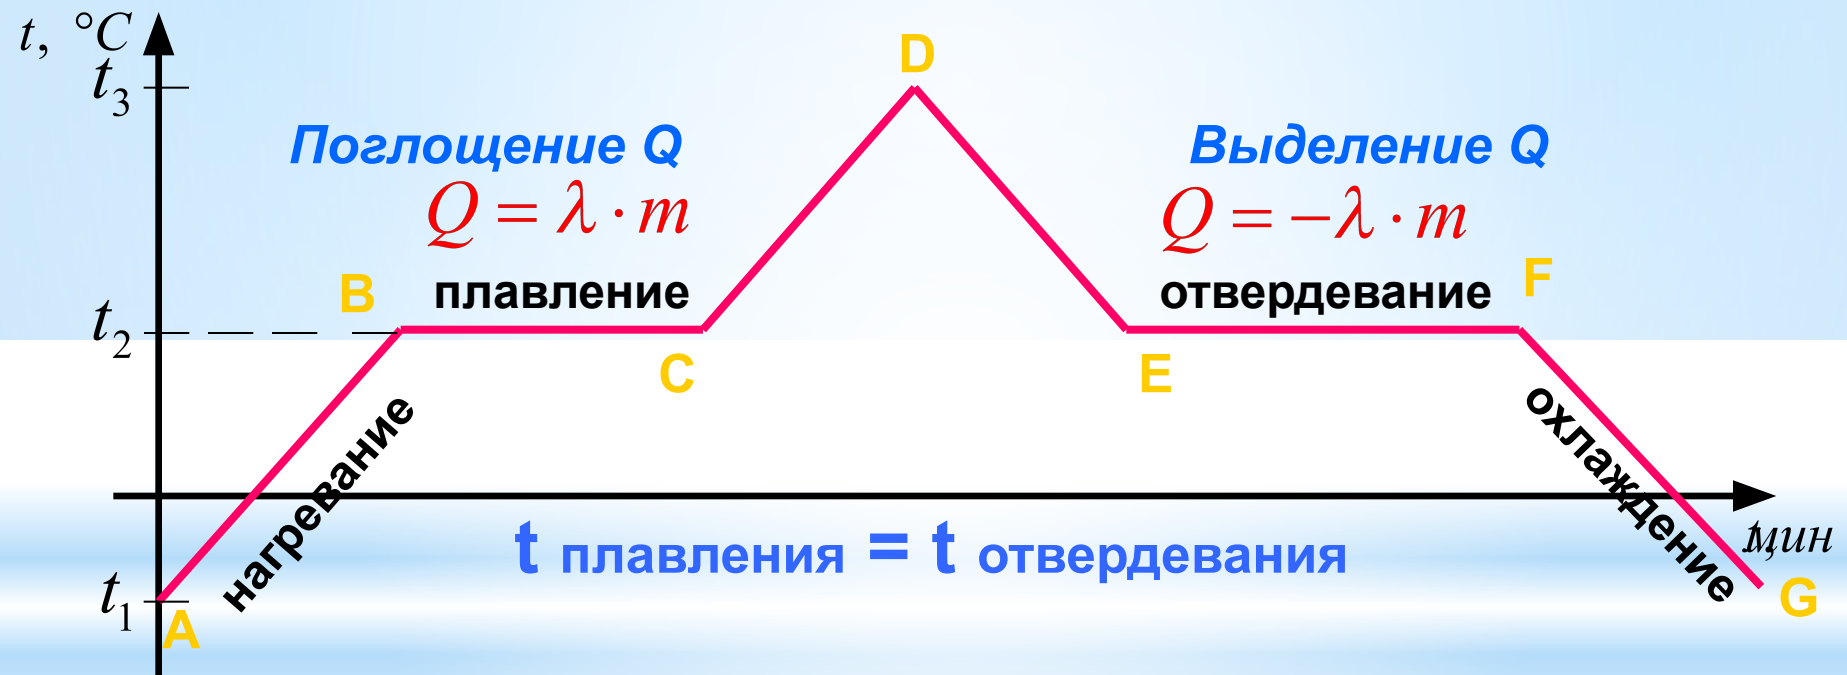 t, °C
t₃
D
Поглощение Q
Выделение Q
Q = λ · m
Q = −λ · m
B
плавление
отвердевание
F
t₂
C
E
нагревание
охлаждение
t плавления = t отвердевания
t, мин
t₁
A
G